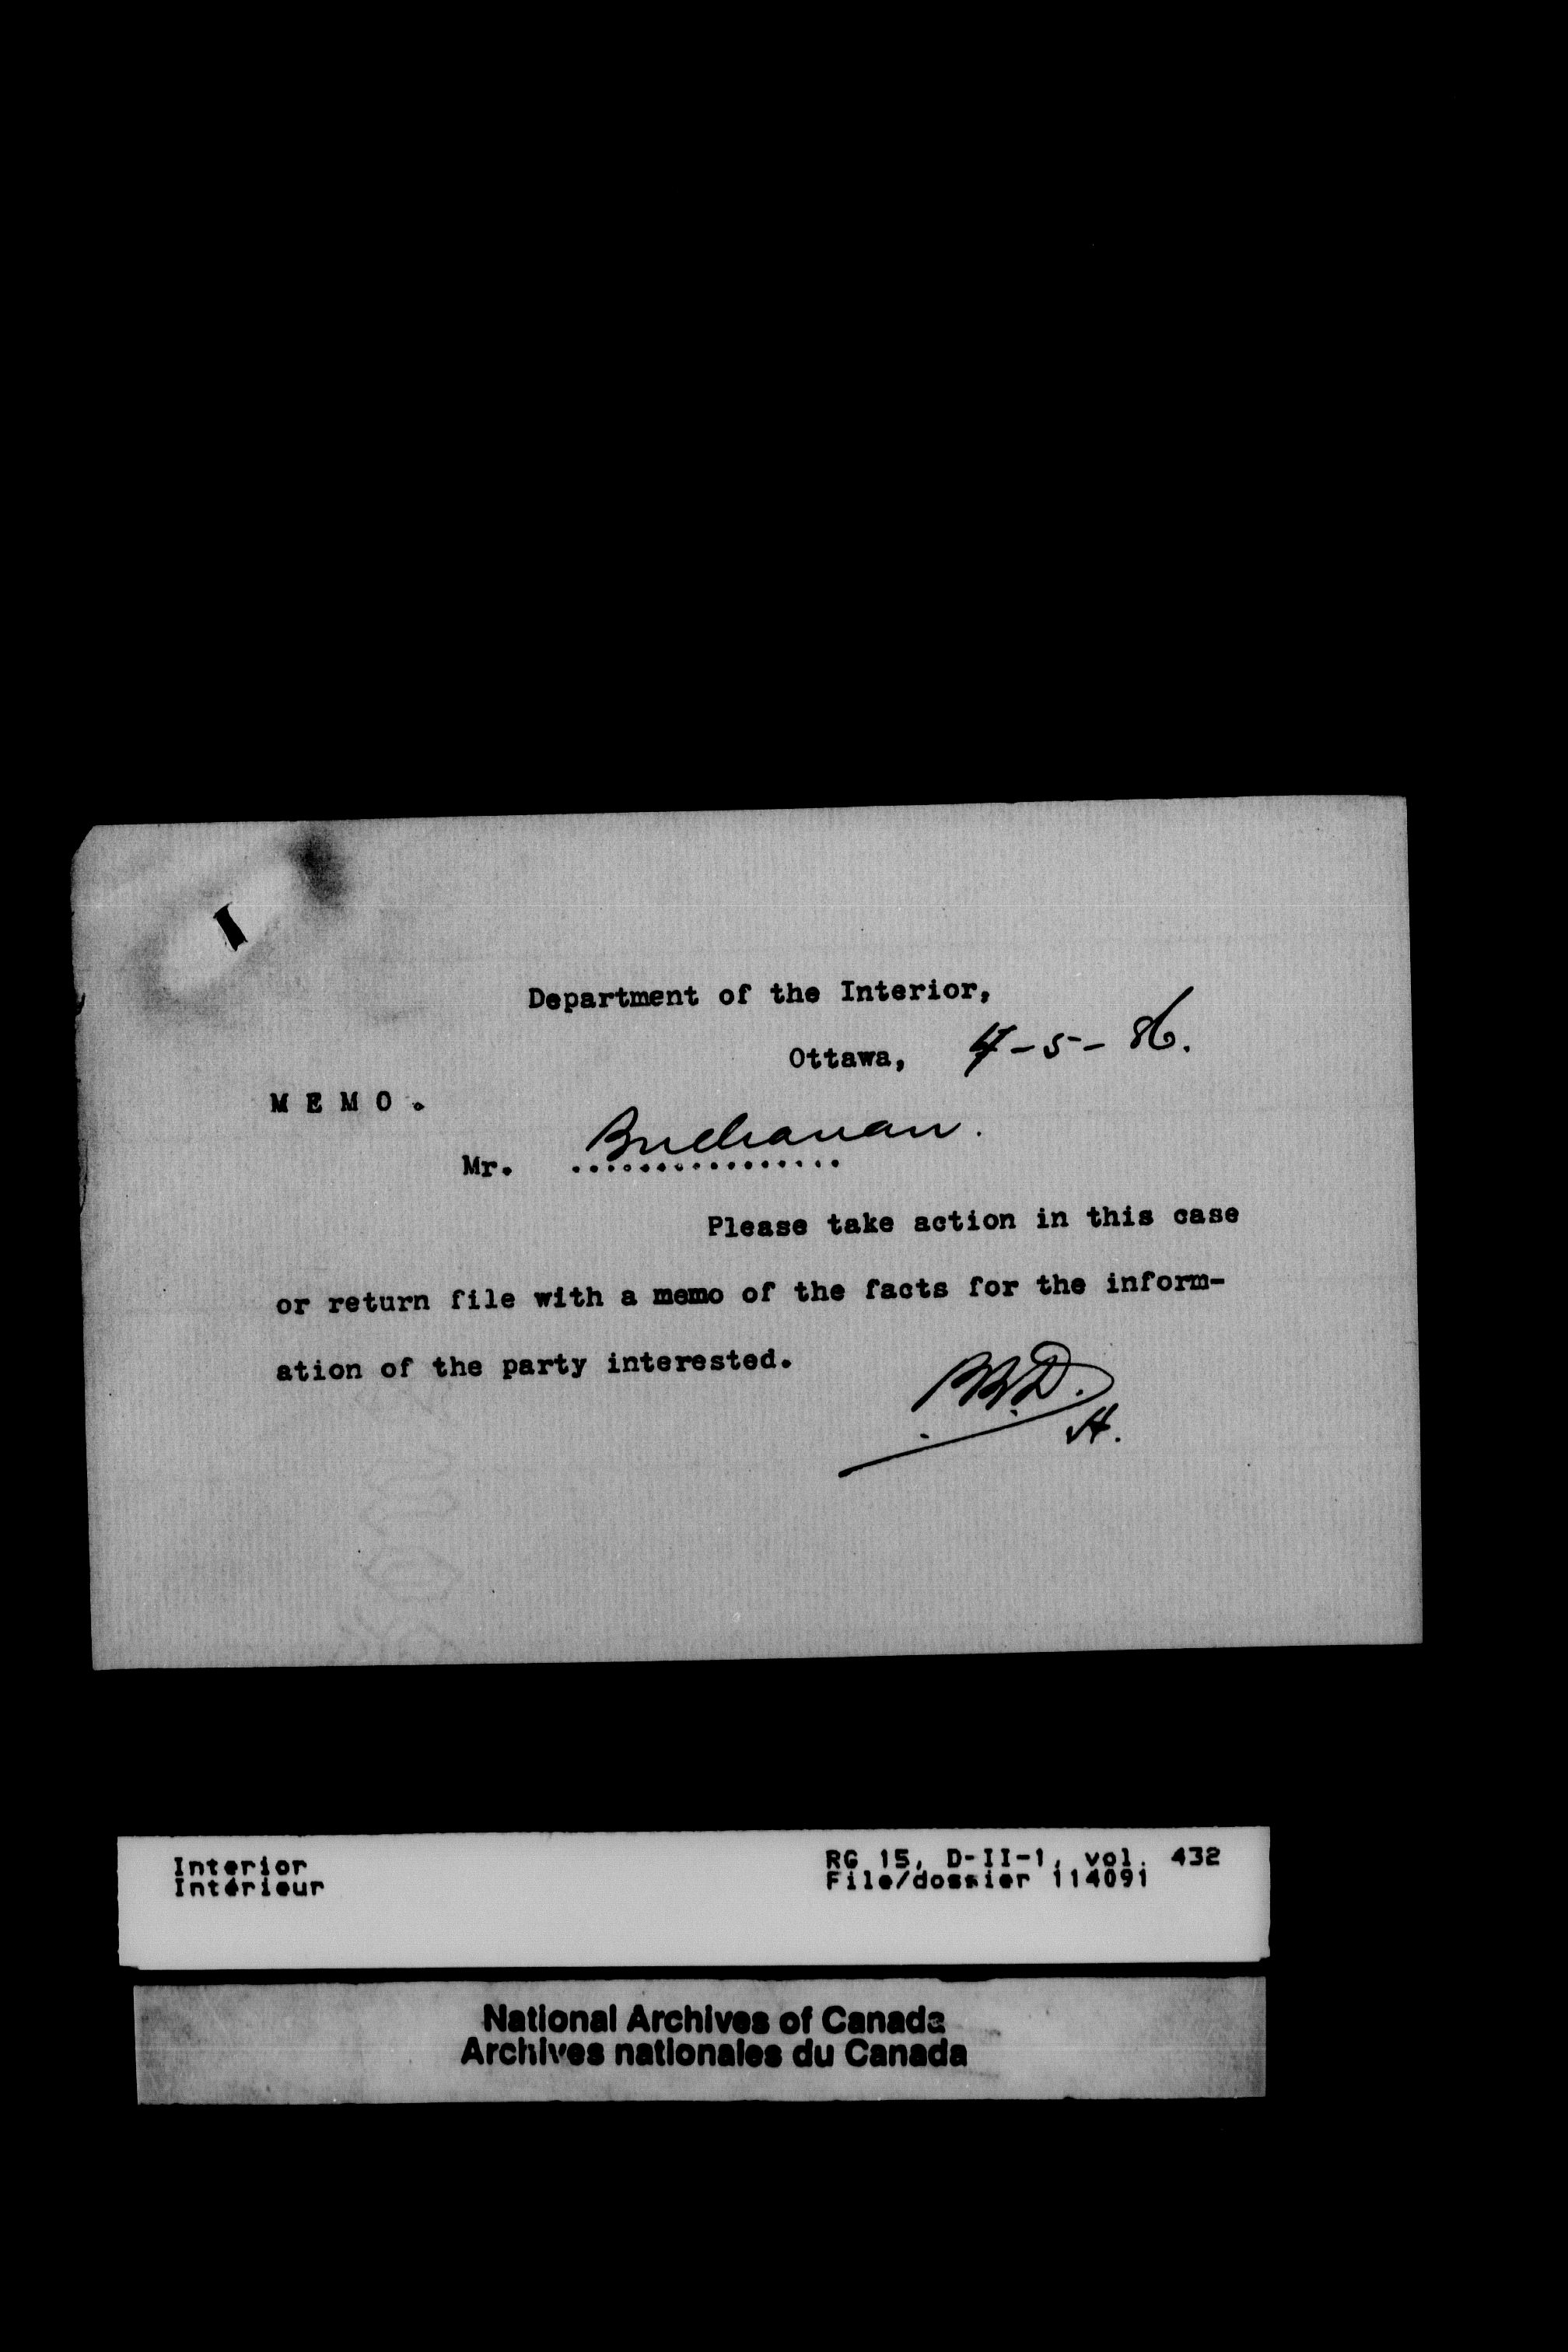 Department of the Interior,
Ottawa, 4-5-86.
MEMO.
Mr. Buchanan.
Please take action in this case
or return file with a memo of the facts for the inform-
ation of the party interested.
H.
Interior
Intérieur
RG 15, D-II-1, vol. 432
File/dossier 114091
National Archives of Canada
Archives nationales du Canada